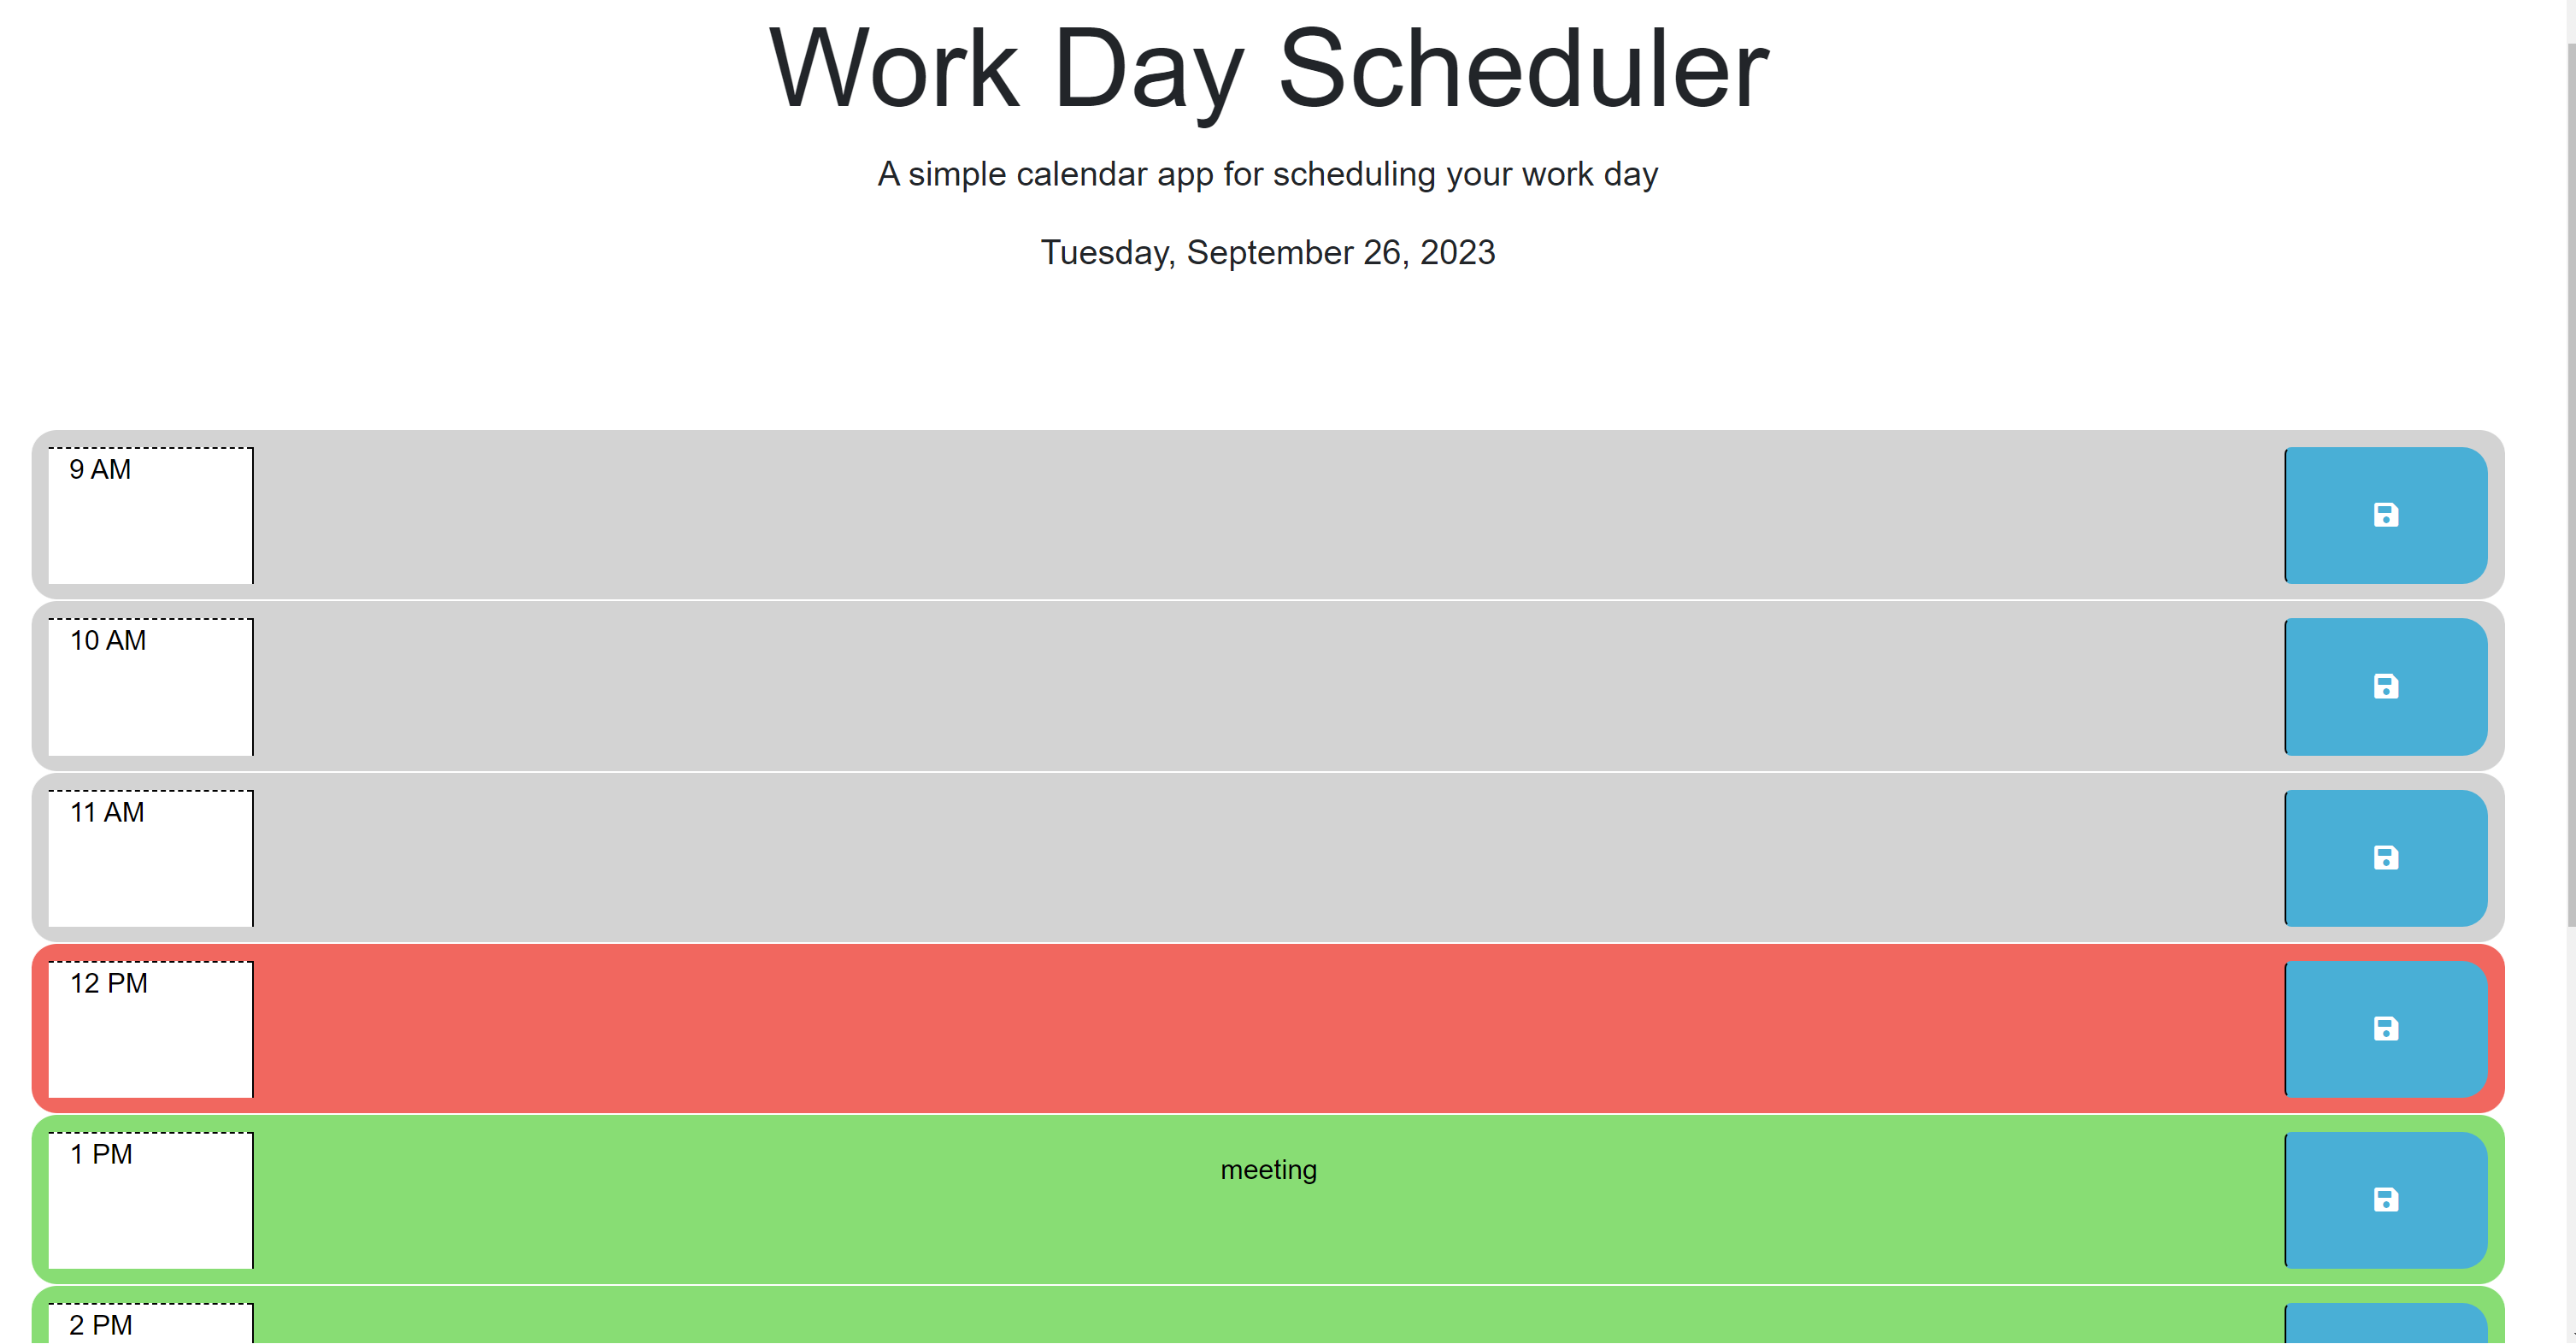 Work Day Scheduler
A simple calendar app for scheduling your work day
Tuesday, September 26, 2023
9 AM
10 AM
11 AM
12 PM
1 PM
meeting
2 PM